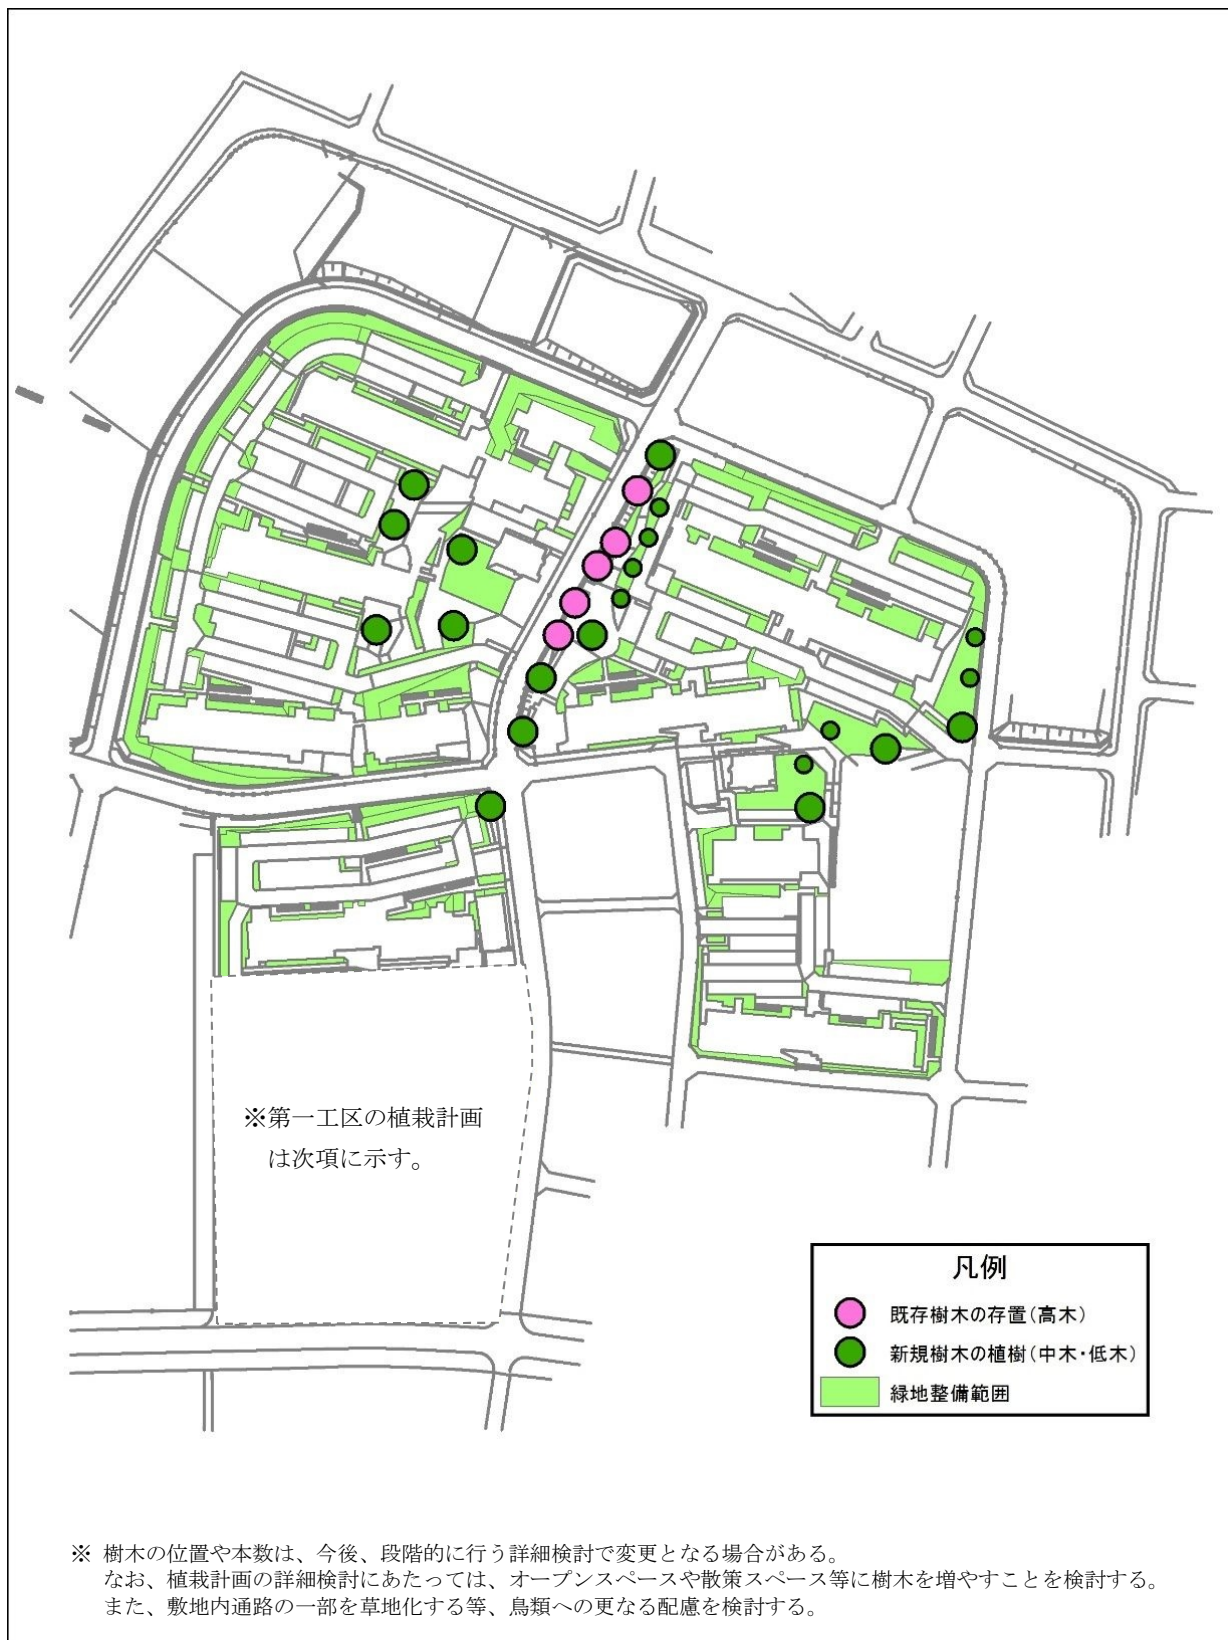 ※第一工区の植栽計画
は次項に示す。
凡例
既存樹木の存置(高木)
新規樹木の植樹(中木・低木)
緑地整備範囲
※ 樹木の位置や本数は、今後、段階的に行う詳細検討で変更となる場合がある。
なお、植栽計画の詳細検討にあたっては、オープンスペースや散策スペース等に樹木を増やすことを検討する。
また、敷地内通路の一部を草地化する等、鳥類への更なる配慮を検討する。